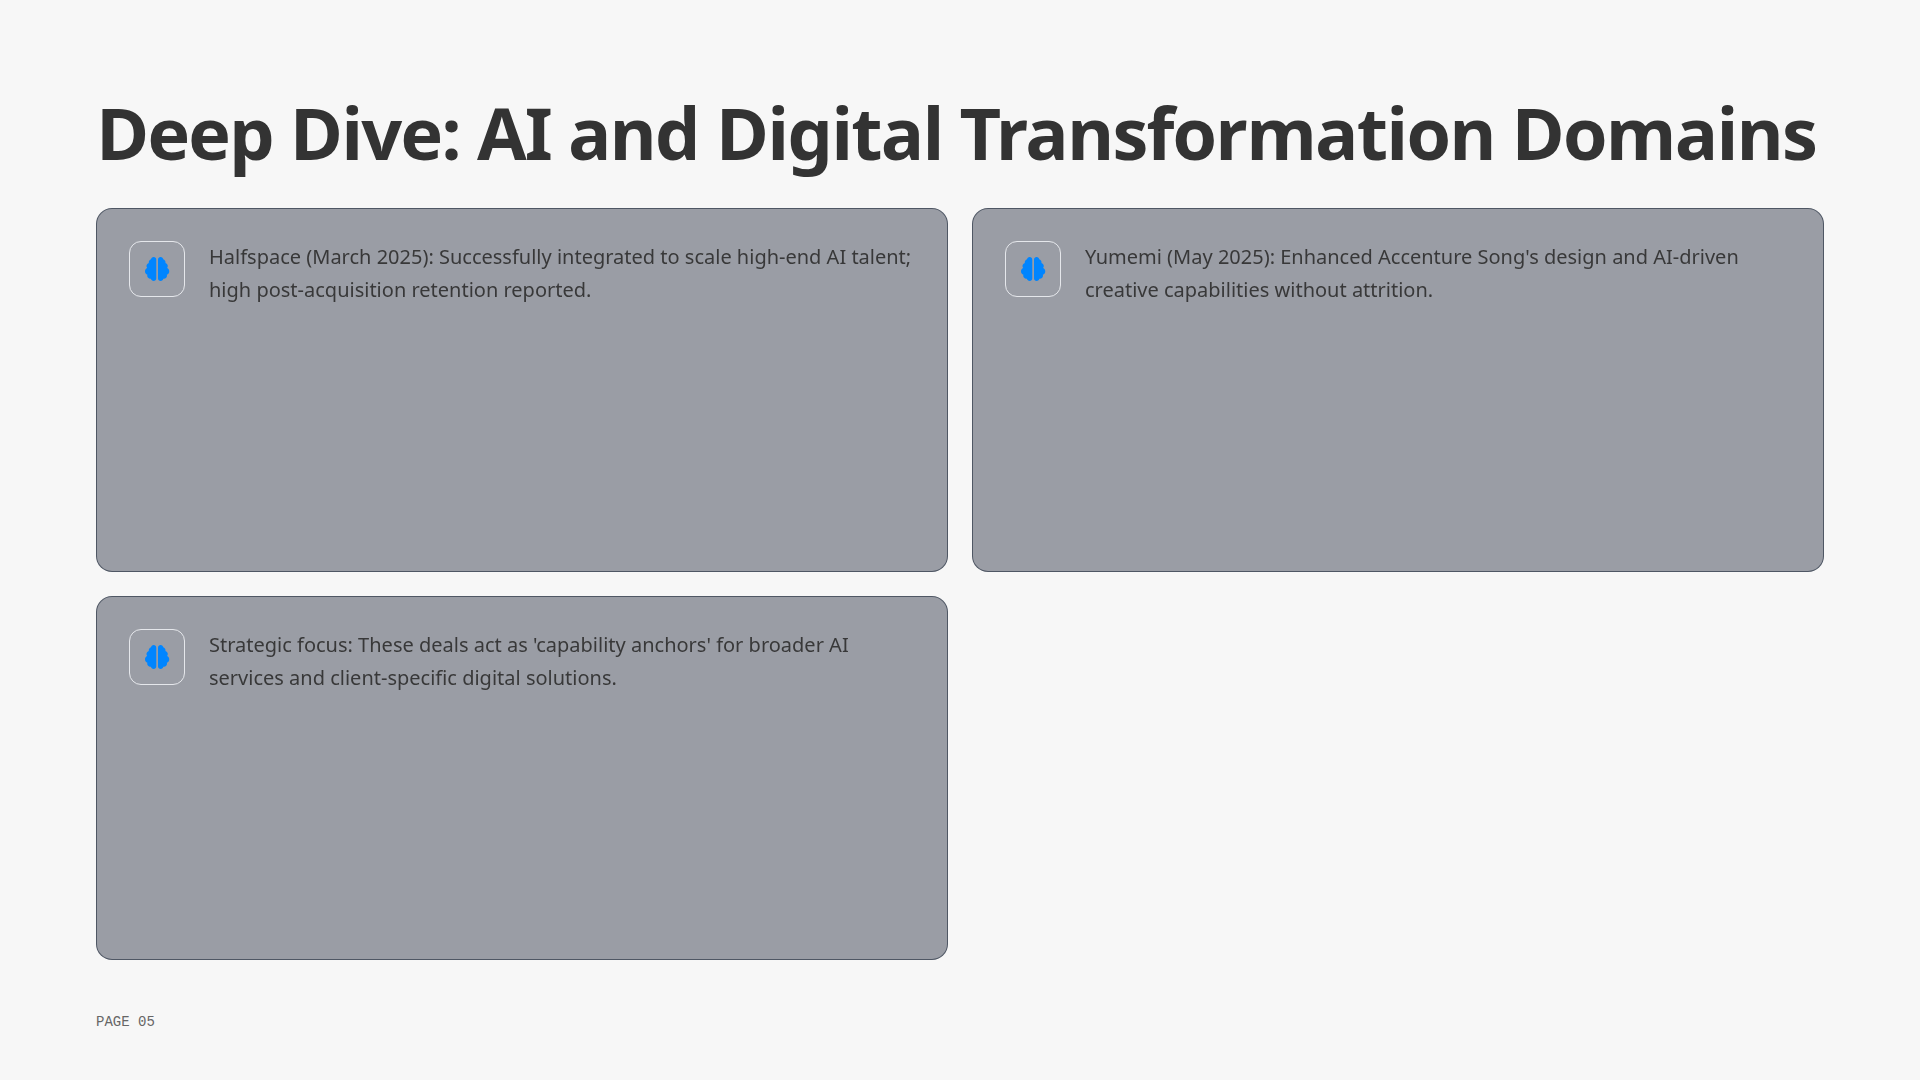 Deep Dive: AI and Digital Transformation Domains
Halfspace (March 2025): Successfully integrated to scale high-end AI talent;
high post-acquisition retention reported.
Yumemi (May 2025): Enhanced Accenture Song's design and AI-driven
creative capabilities without attrition.
Strategic focus: These deals act as 'capability anchors' for broader AI
services and client-specific digital solutions.
PAGE 05